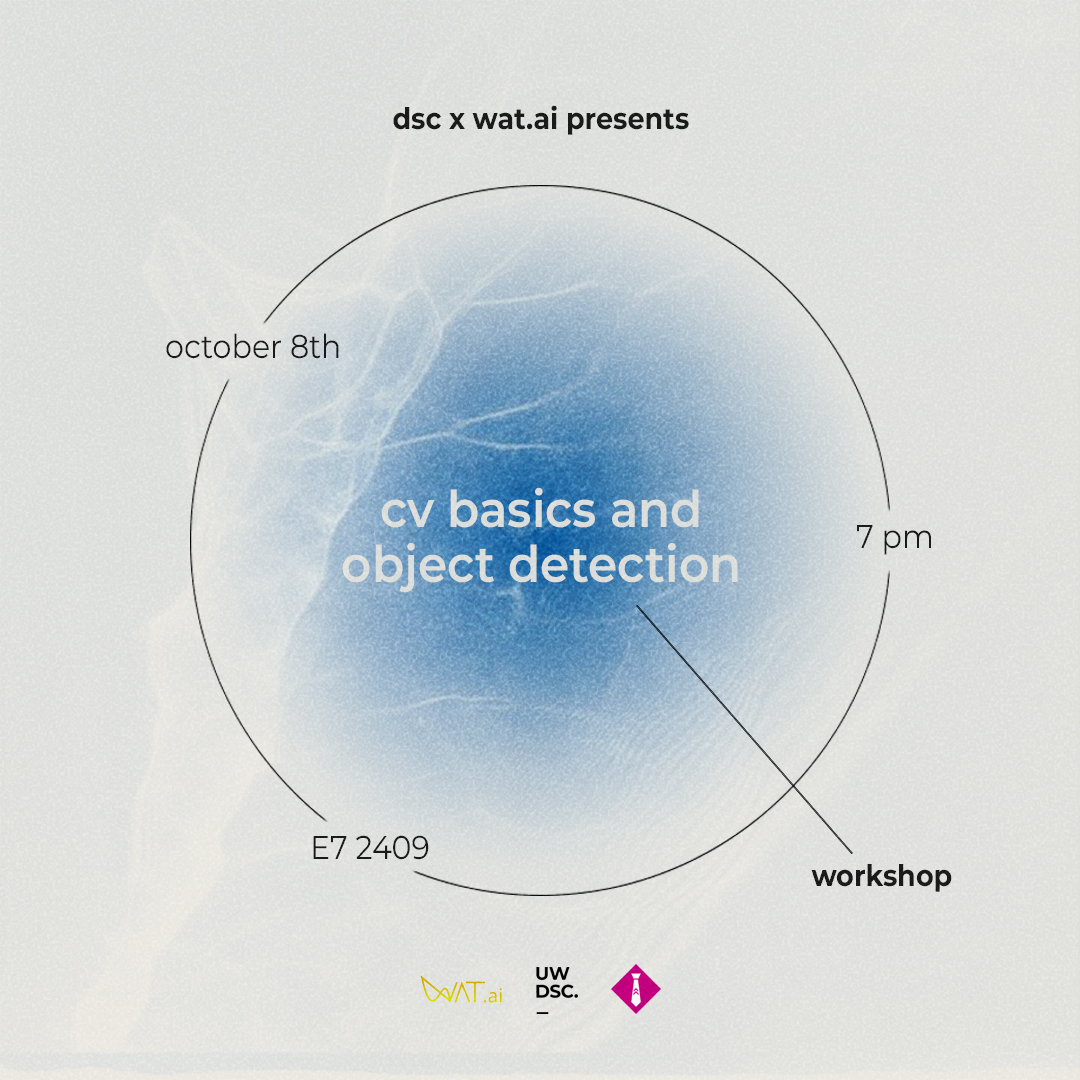 dsc x wat.ai presents
october 8th
cv basics and
object detection
7 pm
E7 2409
workshop
WAT.ai
UW
DSC.